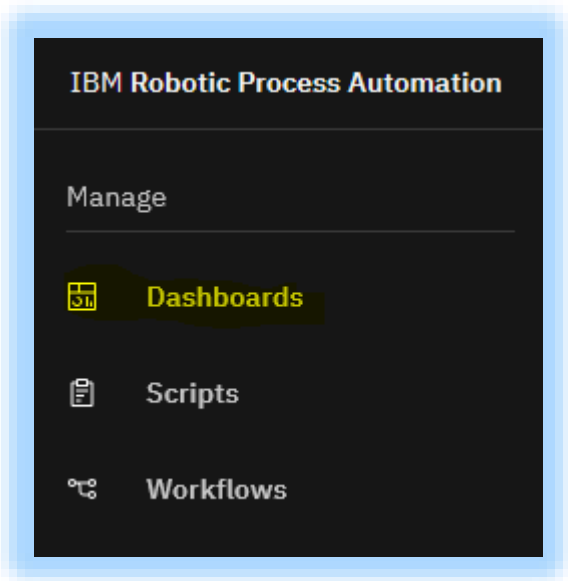 IBM Robotic Process Automation
Manage
Dashboards
Scripts
Workflows